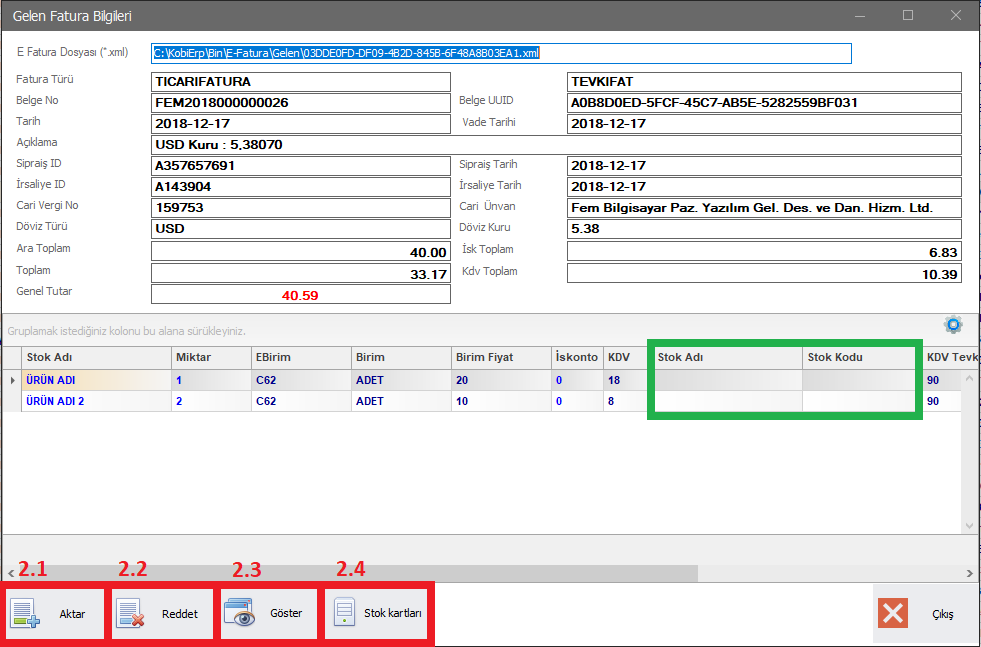 Gelen Fatura Bilgileri
E Fatura Dosyası (*.xml) C:\KobiErp\Bin\E-Fatura\Gelen\03DDE0FD-DF09-4B2D-845B-6F48A8B03EA1.xml
Fatura Türü TICARIFATURA TEVKIFAT
Belge No FEM2018000000026 Belge UUID A0B8D0ED-5FCF-45C7-AB5E-5282559BF031
Tarih 2018-12-17 Vade Tarihi 2018-12-17
Açıklama USD Kuru : 5,38070
Sipraiş ID A357657691 Sipraiş Tarih 2018-12-17
İrsaliye ID A143904 İrsaliye Tarih 2018-12-17
Cari Vergi No 159753 Cari Ünvan Fem Bilgisayar Paz. Yazılım Gel. Des. ve Dan. Hizm. Ltd.
Döviz Türü USD Döviz Kuru 5.38
Ara Toplam 40.00 İsk Toplam 6.83
Toplam 33.17 Kdv Toplam 10.39
Genel Tutar 40.59
Gruplamak istediğiniz kolonu bu alana sürükleyiniz.
Stok Adı Miktar EBirim Birim Birim Fiyat İskonto KDV Stok Adı Stok Kodu KDV Tevk
ÜRÜN ADI 1 C62 ADET 20 0 18 90
ÜRÜN ADI 2 2 C62 ADET 10 0 8 90
2.1 2.2 2.3 2.4
Aktar Reddet Göster Stok kartları Çıkış